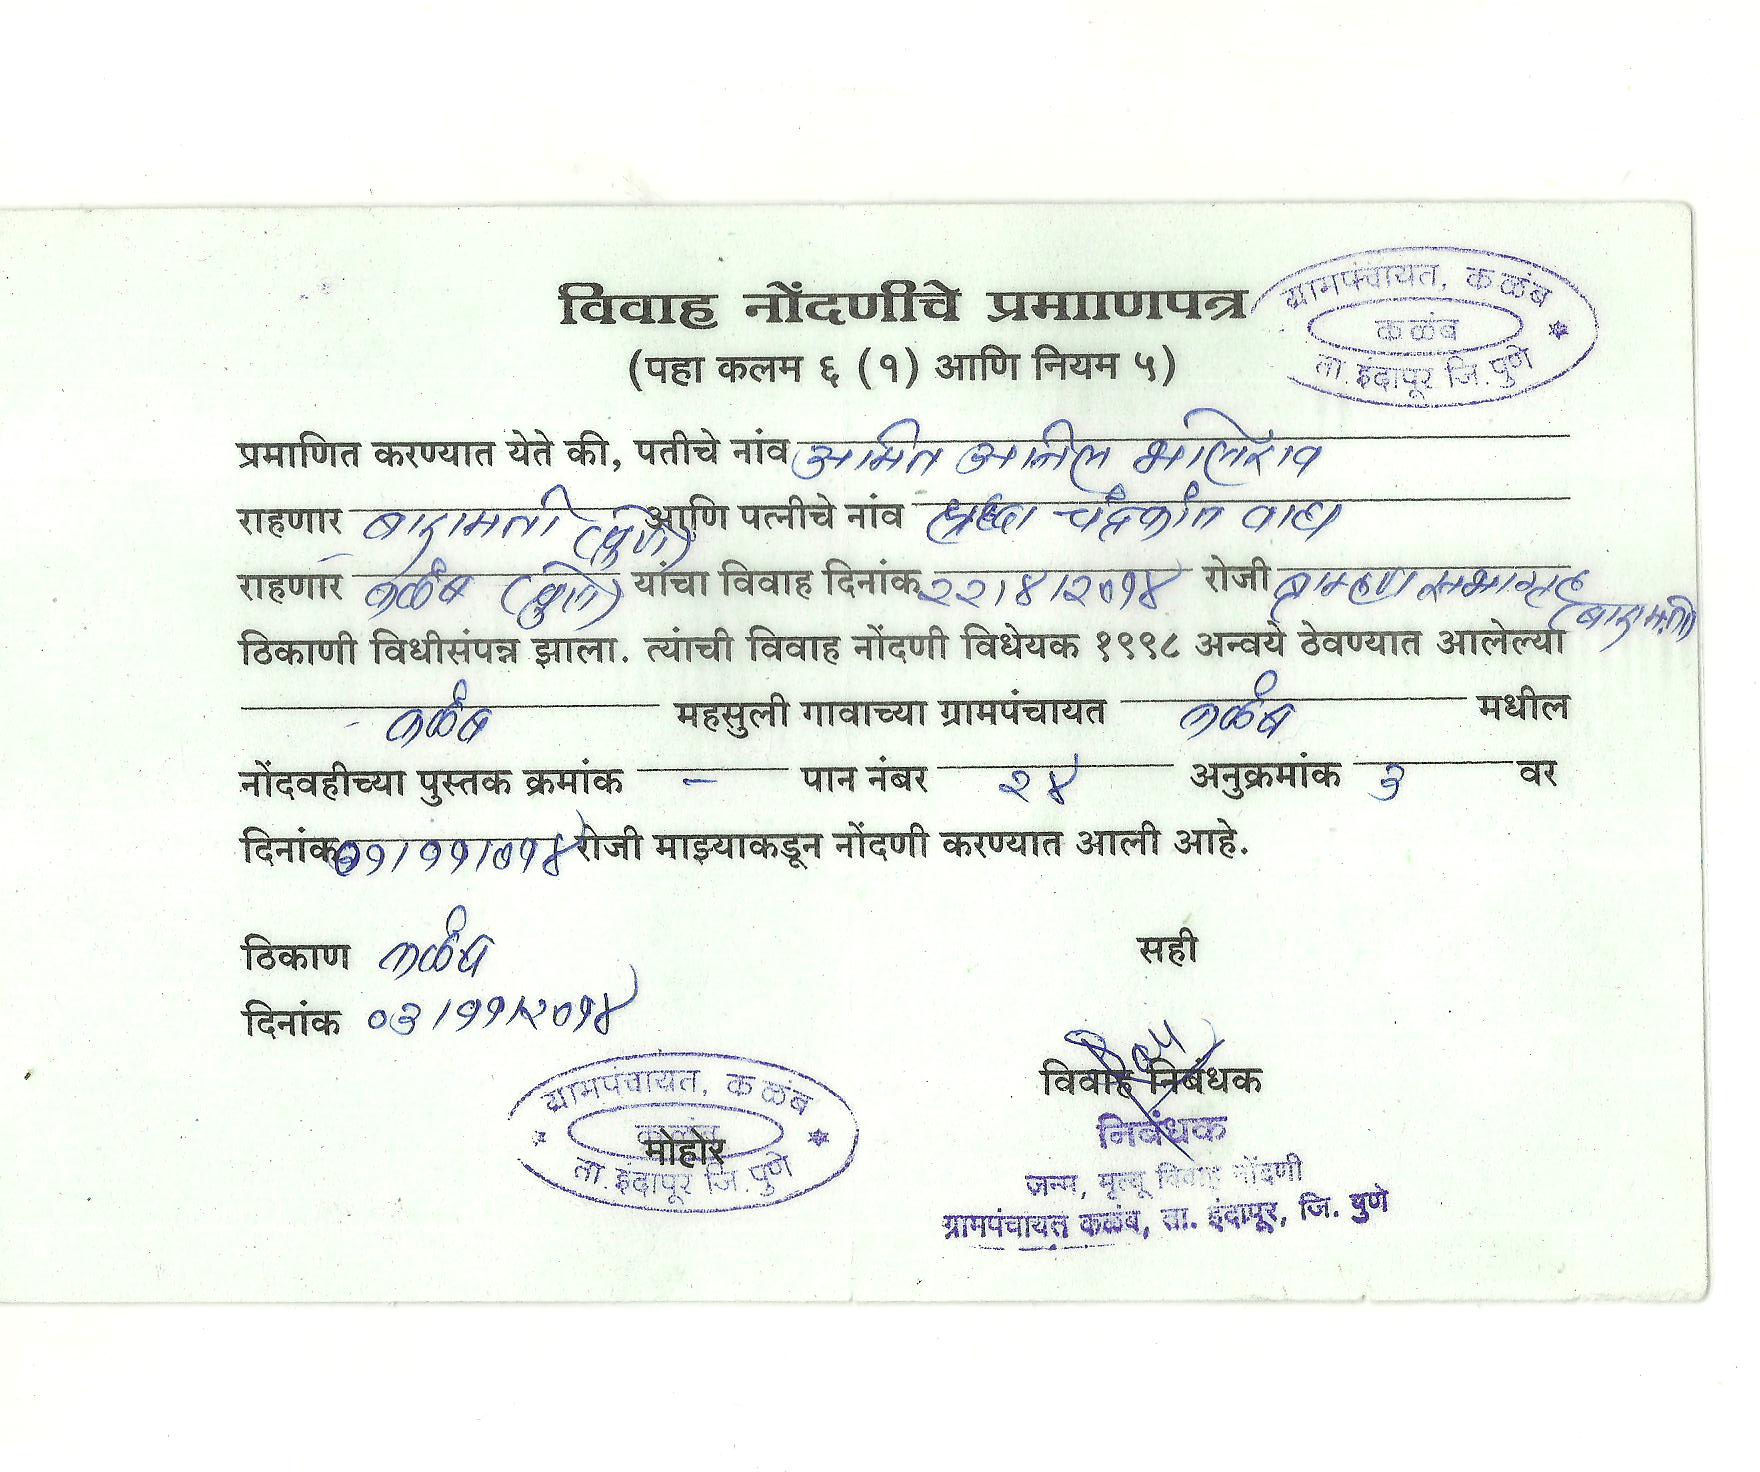 विवाह नोंदणीचे प्रमााणपत्र
ग्रामपंचायत, कळंब
कळंब
ता. इंदापूर जि. पुणे
(पहा कलम ६ (१) आणि नियम ५)
प्रमाणित करण्यात येते की, पतीचे नांव अमित अनिल भालेराव
राहणार बारामती (पुणे) आणि पत्नीचे नांव श्रध्दा चंद्रकांत वाघ
राहणार कळंब (पुणे) यांचा विवाह दिनांक २२/४/२०१४ रोजी ब्राम्हण सभागृह (बारामती)
ठिकाणी विधीसंपन्न झाला. त्यांची विवाह नोंदणी विधेयक १९९८ अन्वये ठेवण्यात आलेल्या
कळंब महसुली गावाच्या ग्रामपंचायत कळंब मधील
नोंदवहीच्या पुस्तक क्रमांक - पान नंबर २४ अनुक्रमांक ३ वर
दिनांक ०१/११/०१४ रोजी माझ्याकडून नोंदणी करण्यात आली आहे.
ठिकाण कळंब सही
दिनांक ०३/११/२०१४
विवाह निबंधक
ग्रामपंचायत, कळंब
कळंब
मोहोर
ता. इंदापूर जि. पुणे
निबंधक
जन्म, मृत्यू विवाह नोंदणी
ग्रामपंचायत कळंब, ता. इंदापूर, जि. पुणे